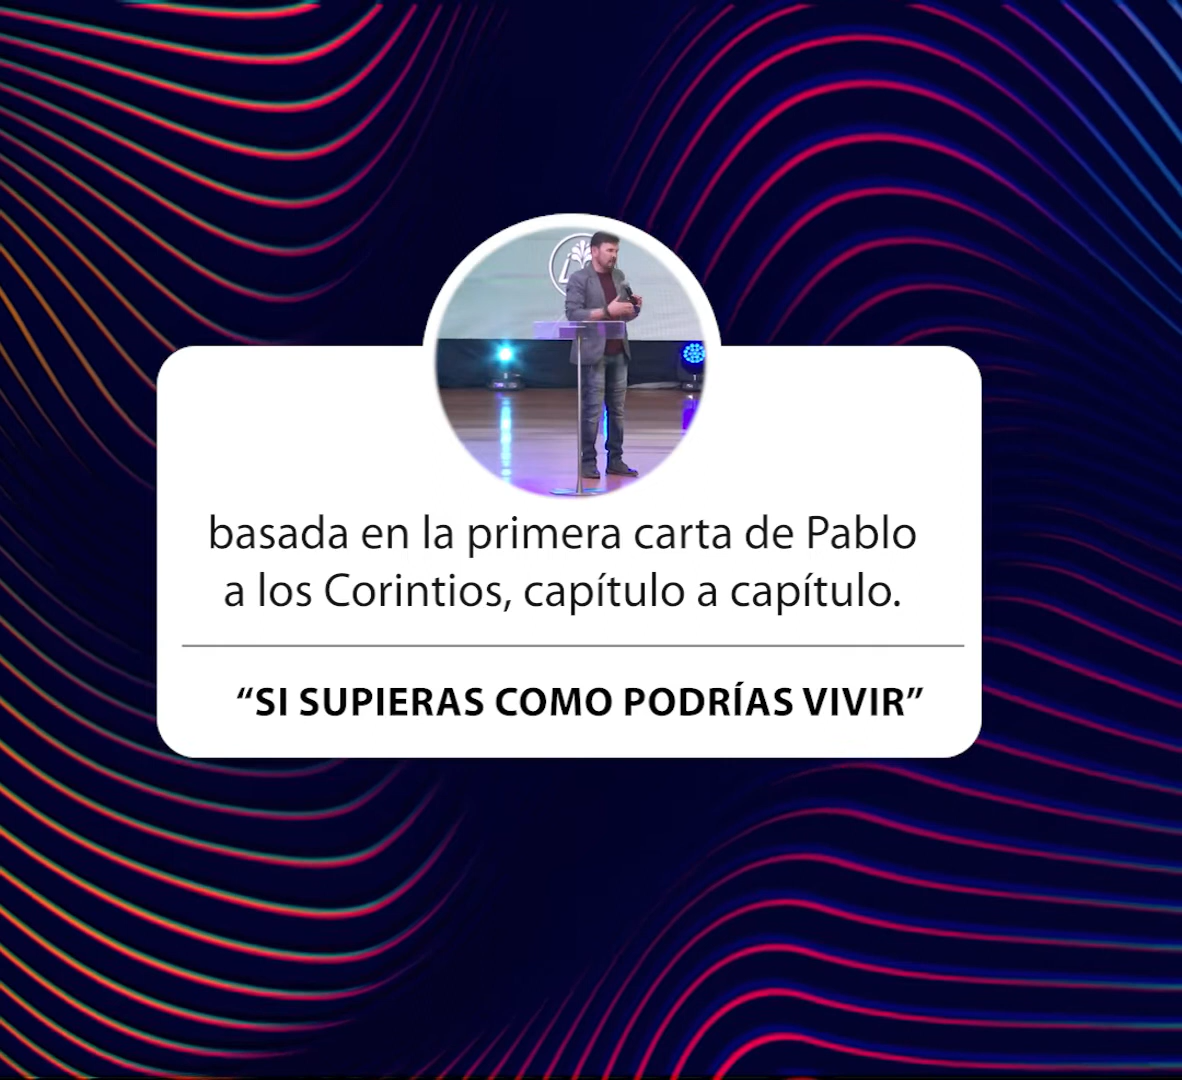 basada en la primera carta de Pablo
a los Corintios, capítulo a capítulo.
“SI SUPIERAS COMO PODRÍAS VIVIR”